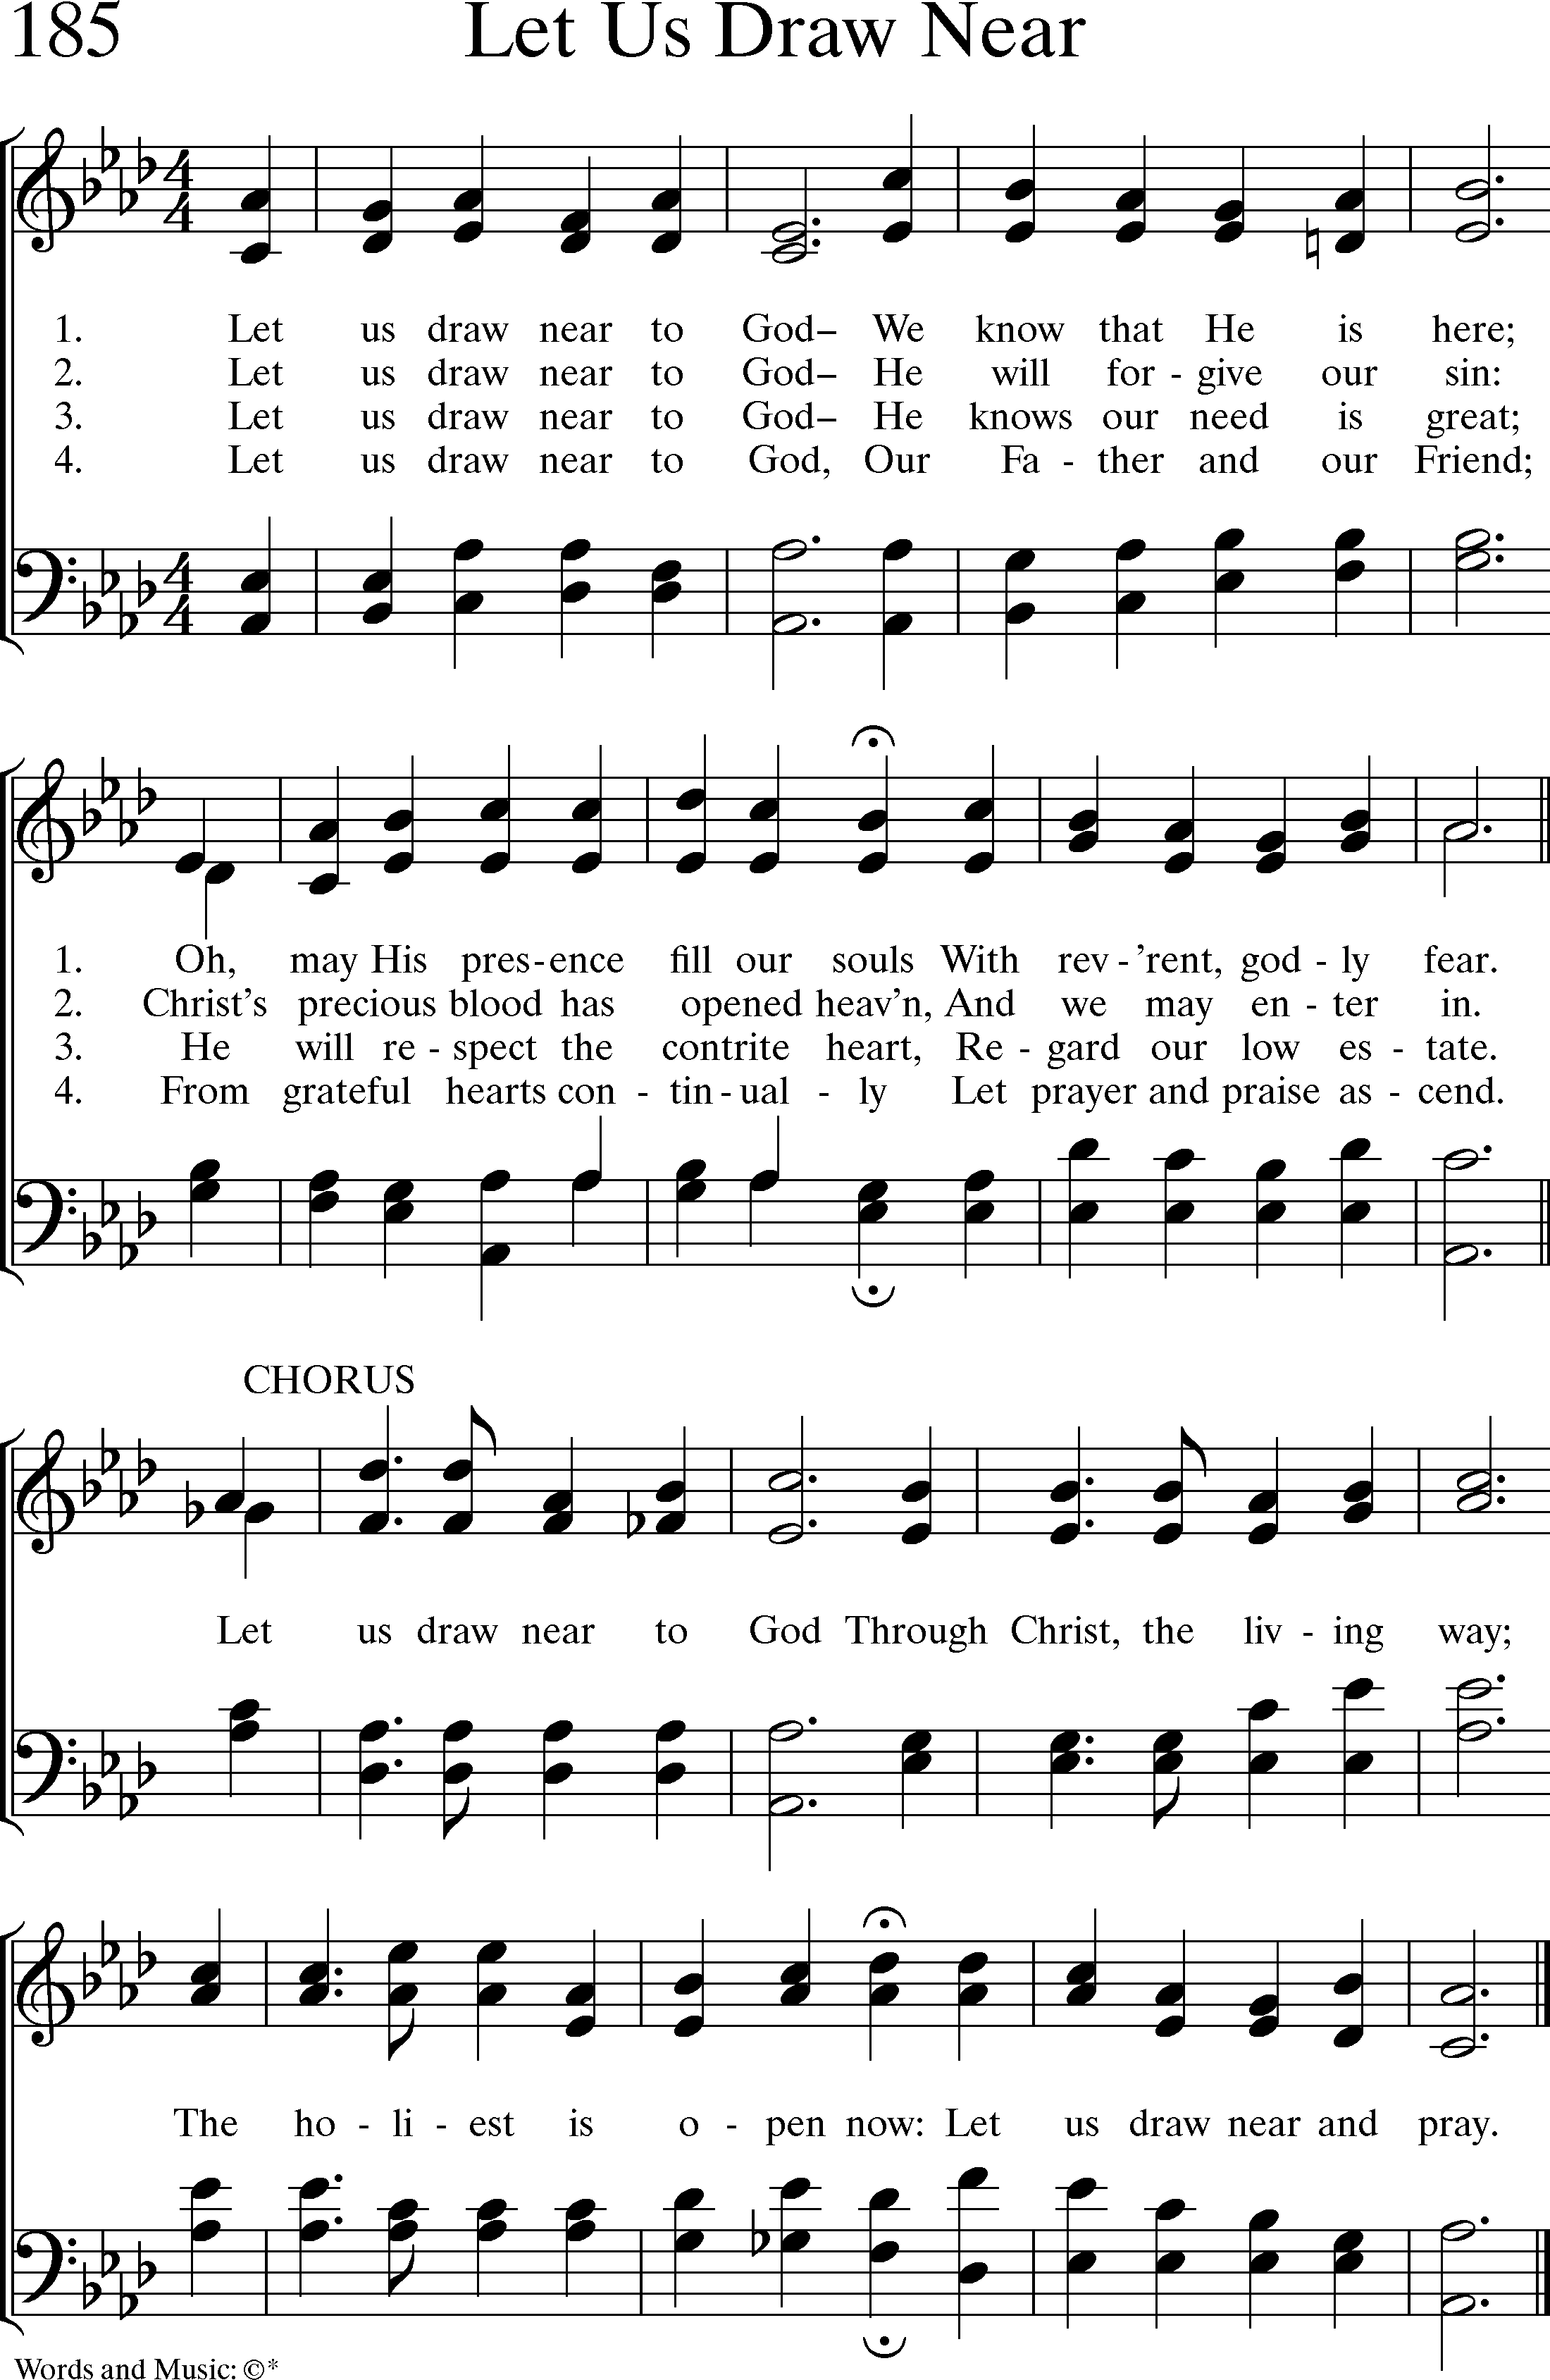 185 Let Us Draw Near
1. Let us draw near to God– We know that He is here;
2. Let us draw near to God– He will for - give our sin:
3. Let us draw near to God– He knows our need is great;
4. Let us draw near to God, Our Fa - ther and our Friend;
1. Oh, may His pres - ence fill our souls With rev - 'rent, god - ly fear.
2. Christ's precious blood has opened heav'n, And we may en - ter in.
3. He will re - spect the contrite heart, Re - gard our low es - tate.
4. From grateful hearts con - tin - ual - ly Let prayer and praise as - cend.
CHORUS
Let us draw near to God Through Christ, the liv - ing way;
The ho - li - est is o - pen now: Let us draw near and pray.
Words and Music: ©*